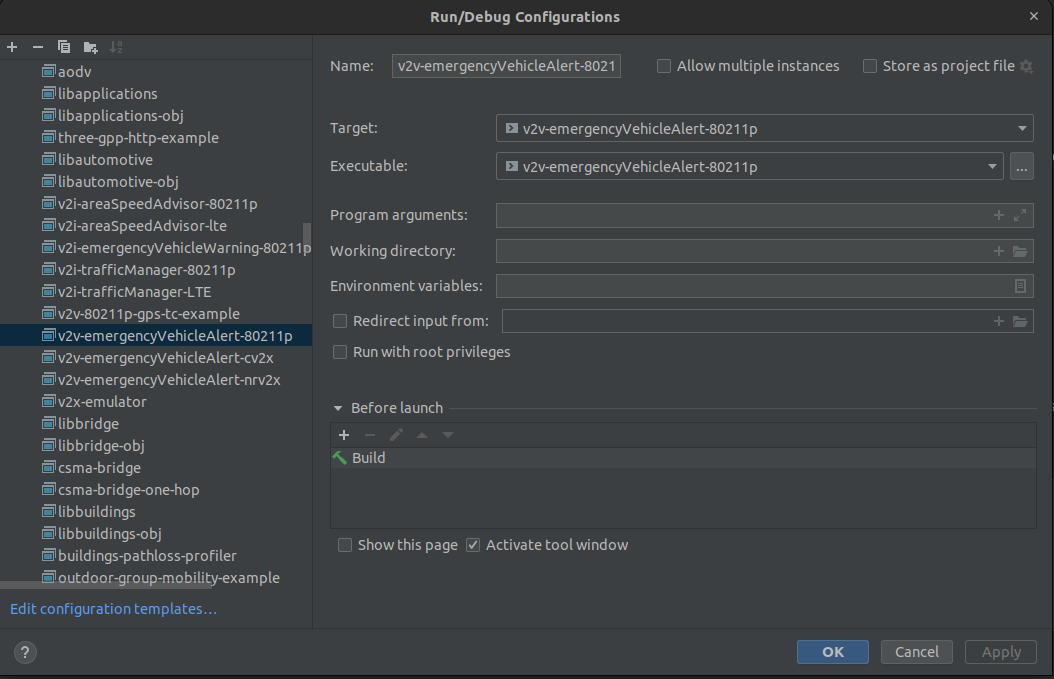 Run/Debug Configurations
aodv
libapplications
libapplications-obj
three-gpp-http-example
libautomotive
libautomotive-obj
v2i-areaSpeedAdvisor-80211p
v2i-areaSpeedAdvisor-lte
v2i-emergencyVehicleWarning-80211p
v2i-trafficManager-80211p
v2i-trafficManager-LTE
v2v-80211p-gps-tc-example
v2v-emergencyVehicleAlert-80211p
v2v-emergencyVehicleAlert-cv2x
v2v-emergencyVehicleAlert-nrv2x
v2x-emulator
libbridge
libbridge-obj
csma-bridge
csma-bridge-one-hop
libbuildings
libbuildings-obj
buildings-pathloss-profiler
outdoor-group-mobility-example
Edit configuration templates...
Name: v2v-emergencyVehicleAlert-8021 Allow multiple instances Store as project file
Target: v2v-emergencyVehicleAlert-80211p
Executable: v2v-emergencyVehicleAlert-80211p ...
Program arguments:
Working directory:
Environment variables:
Redirect input from:
Run with root privileges
Before launch
Build
Show this page Activate tool window
? OK Cancel Apply